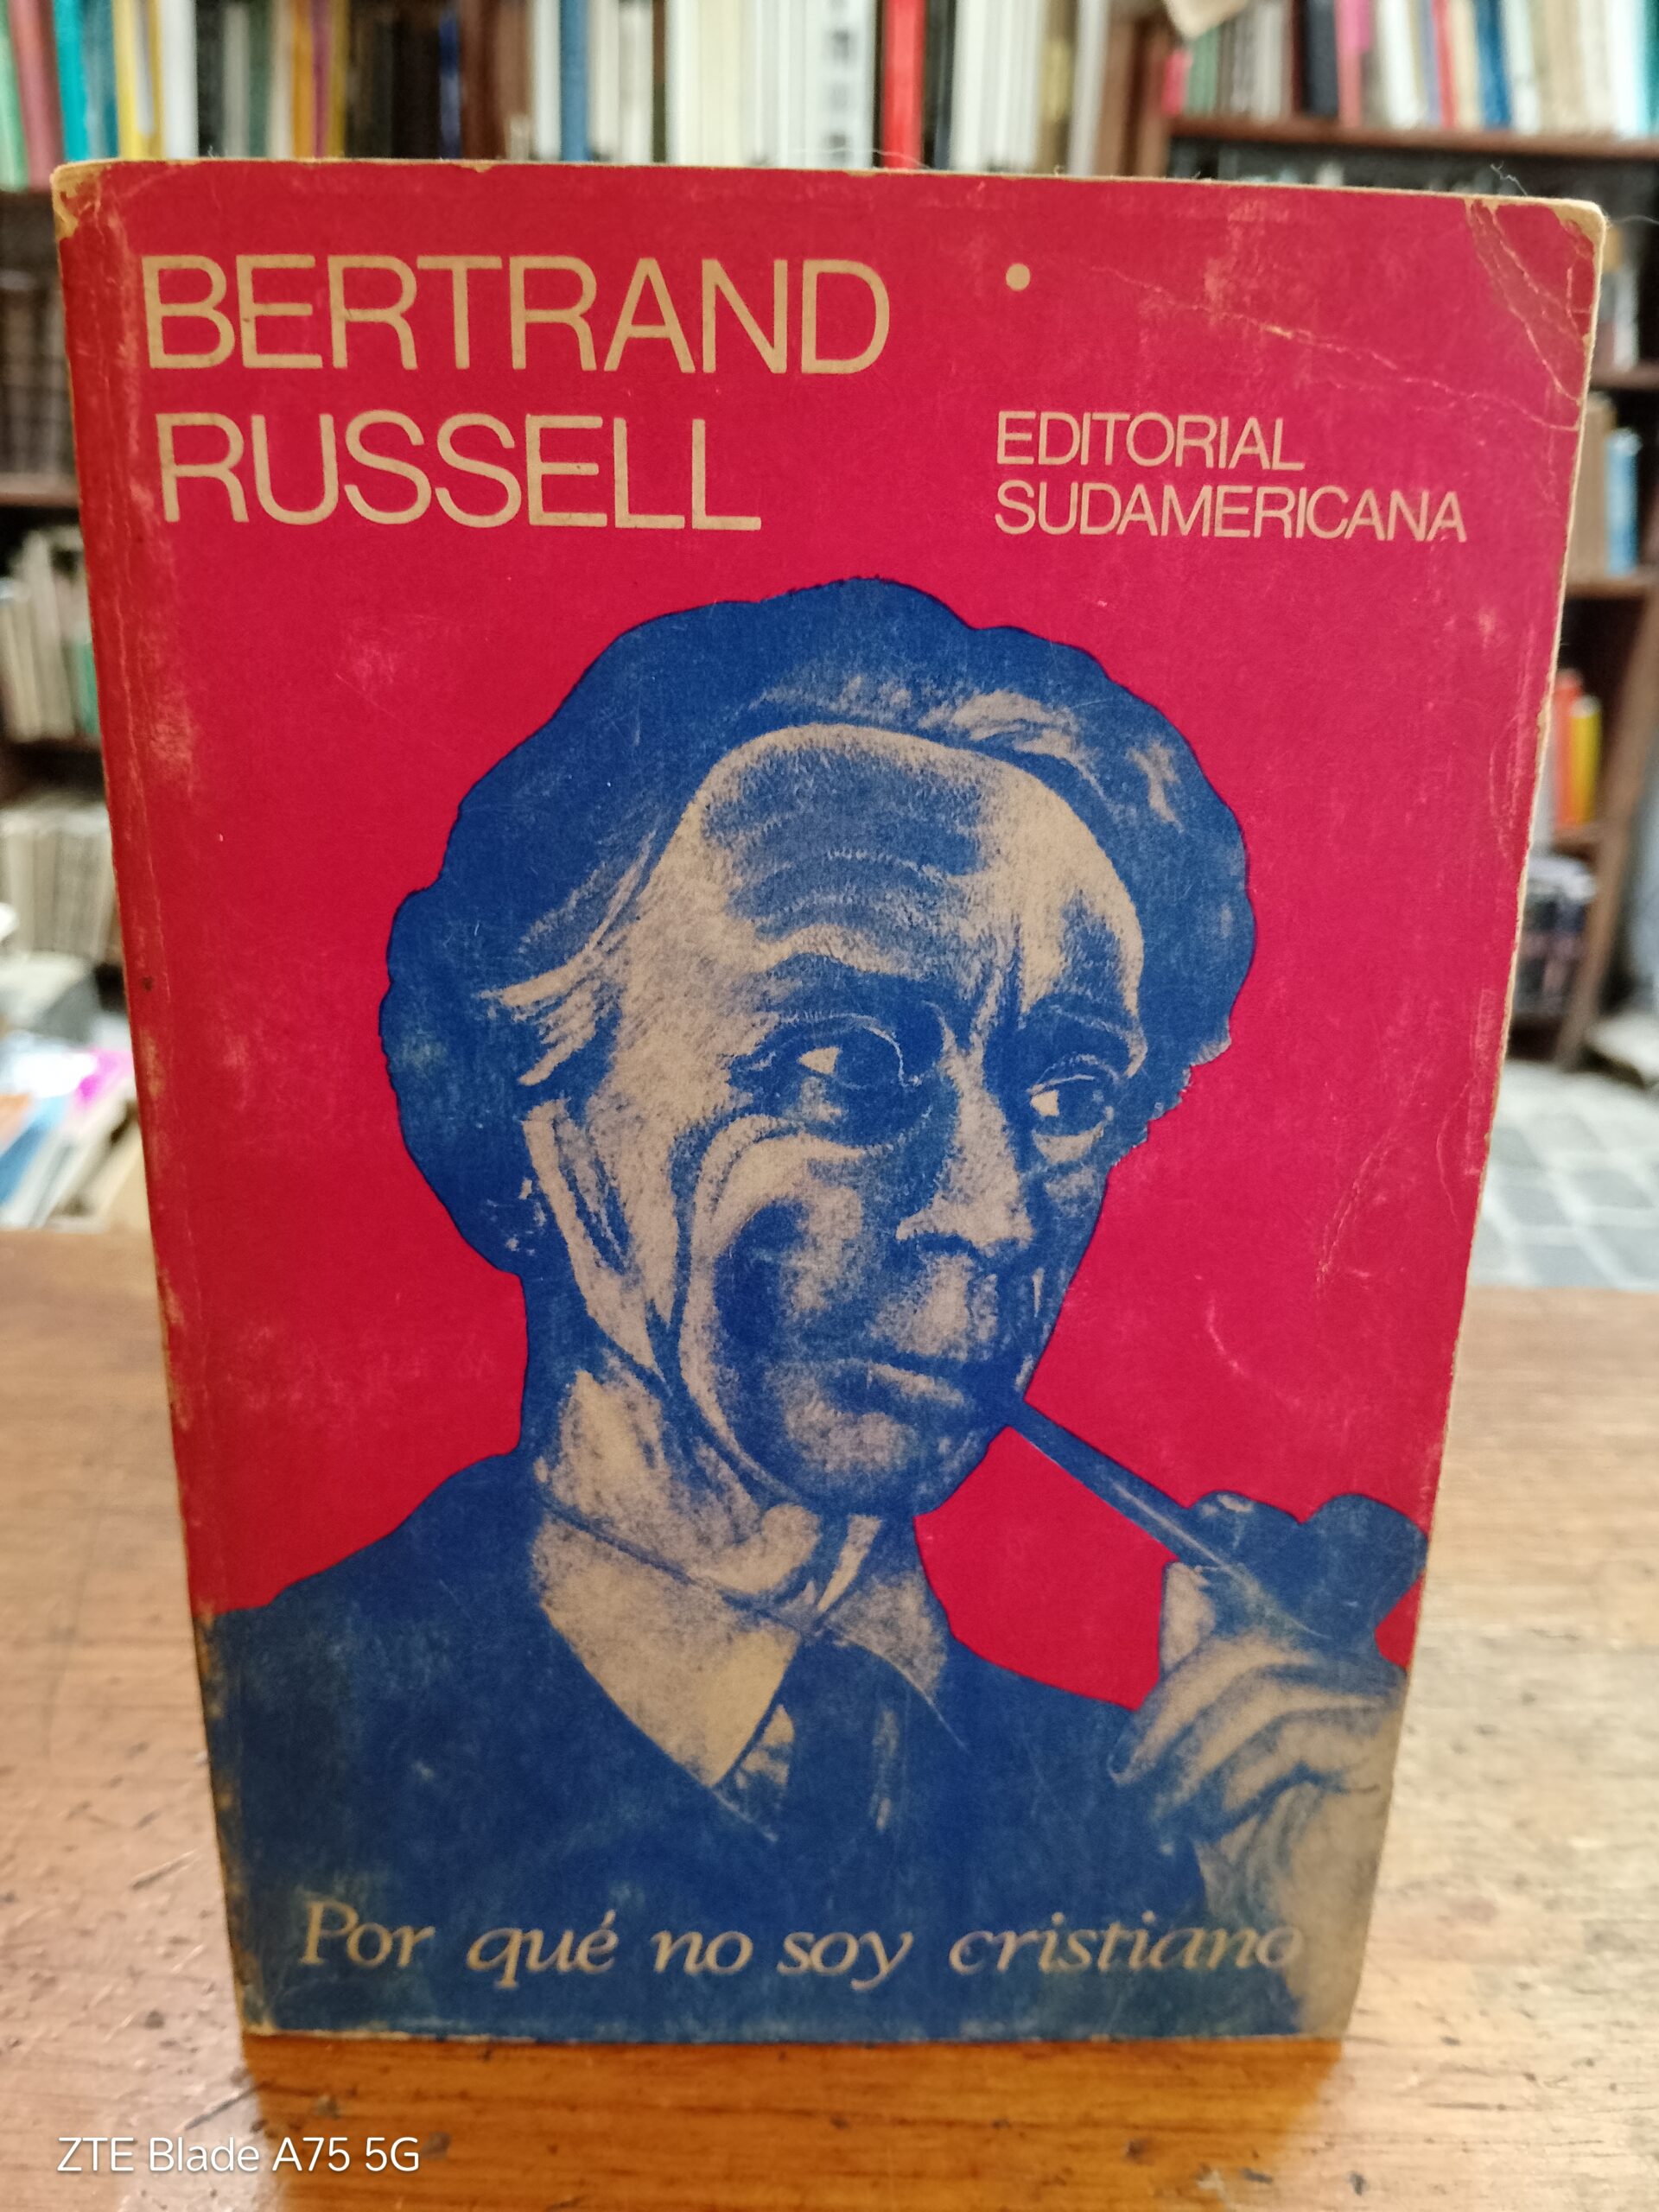 BERTRAND
RUSSELL
EDITORIAL
SUDAMERICANA
Por qué no soy cristiano
ZTE Blade A75 5G